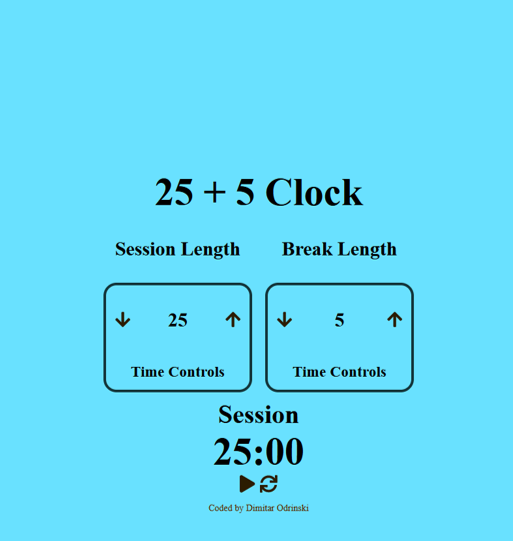 25 + 5 Clock
Session Length Break Length
25 5
Time Controls Time Controls
Session
25:00
Coded by Dimitar Odrinski